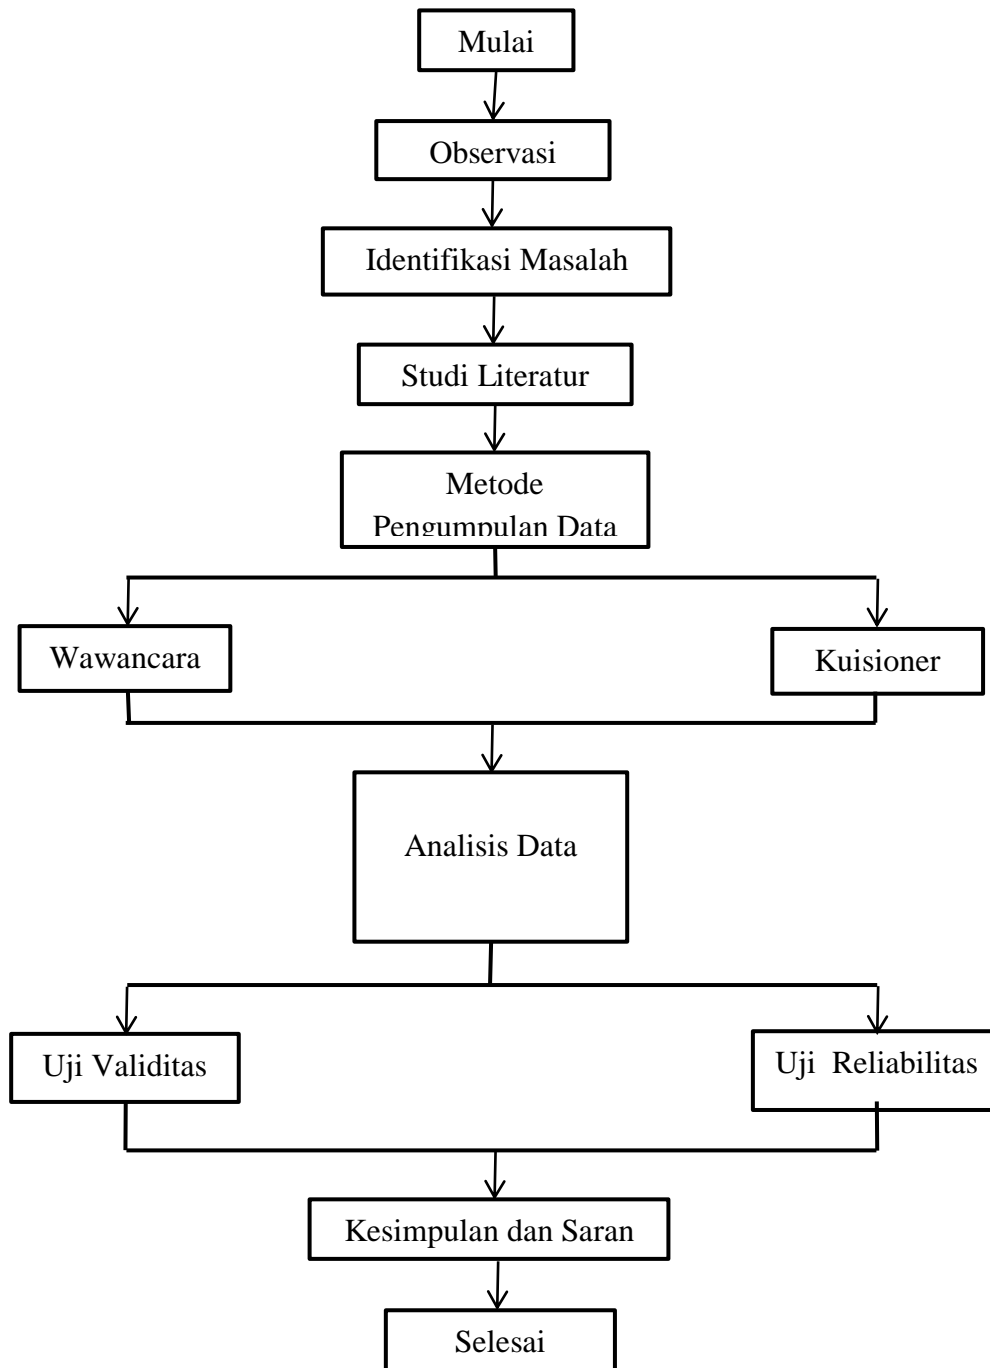 Mulai
Observasi
Identifikasi Masalah
Studi Literatur
Metode
Pengumpulan Data
Wawancara
Kuisioner
Analisis Data
Uji Validitas
Uji Reliabilitas
Kesimpulan dan Saran
Selesai